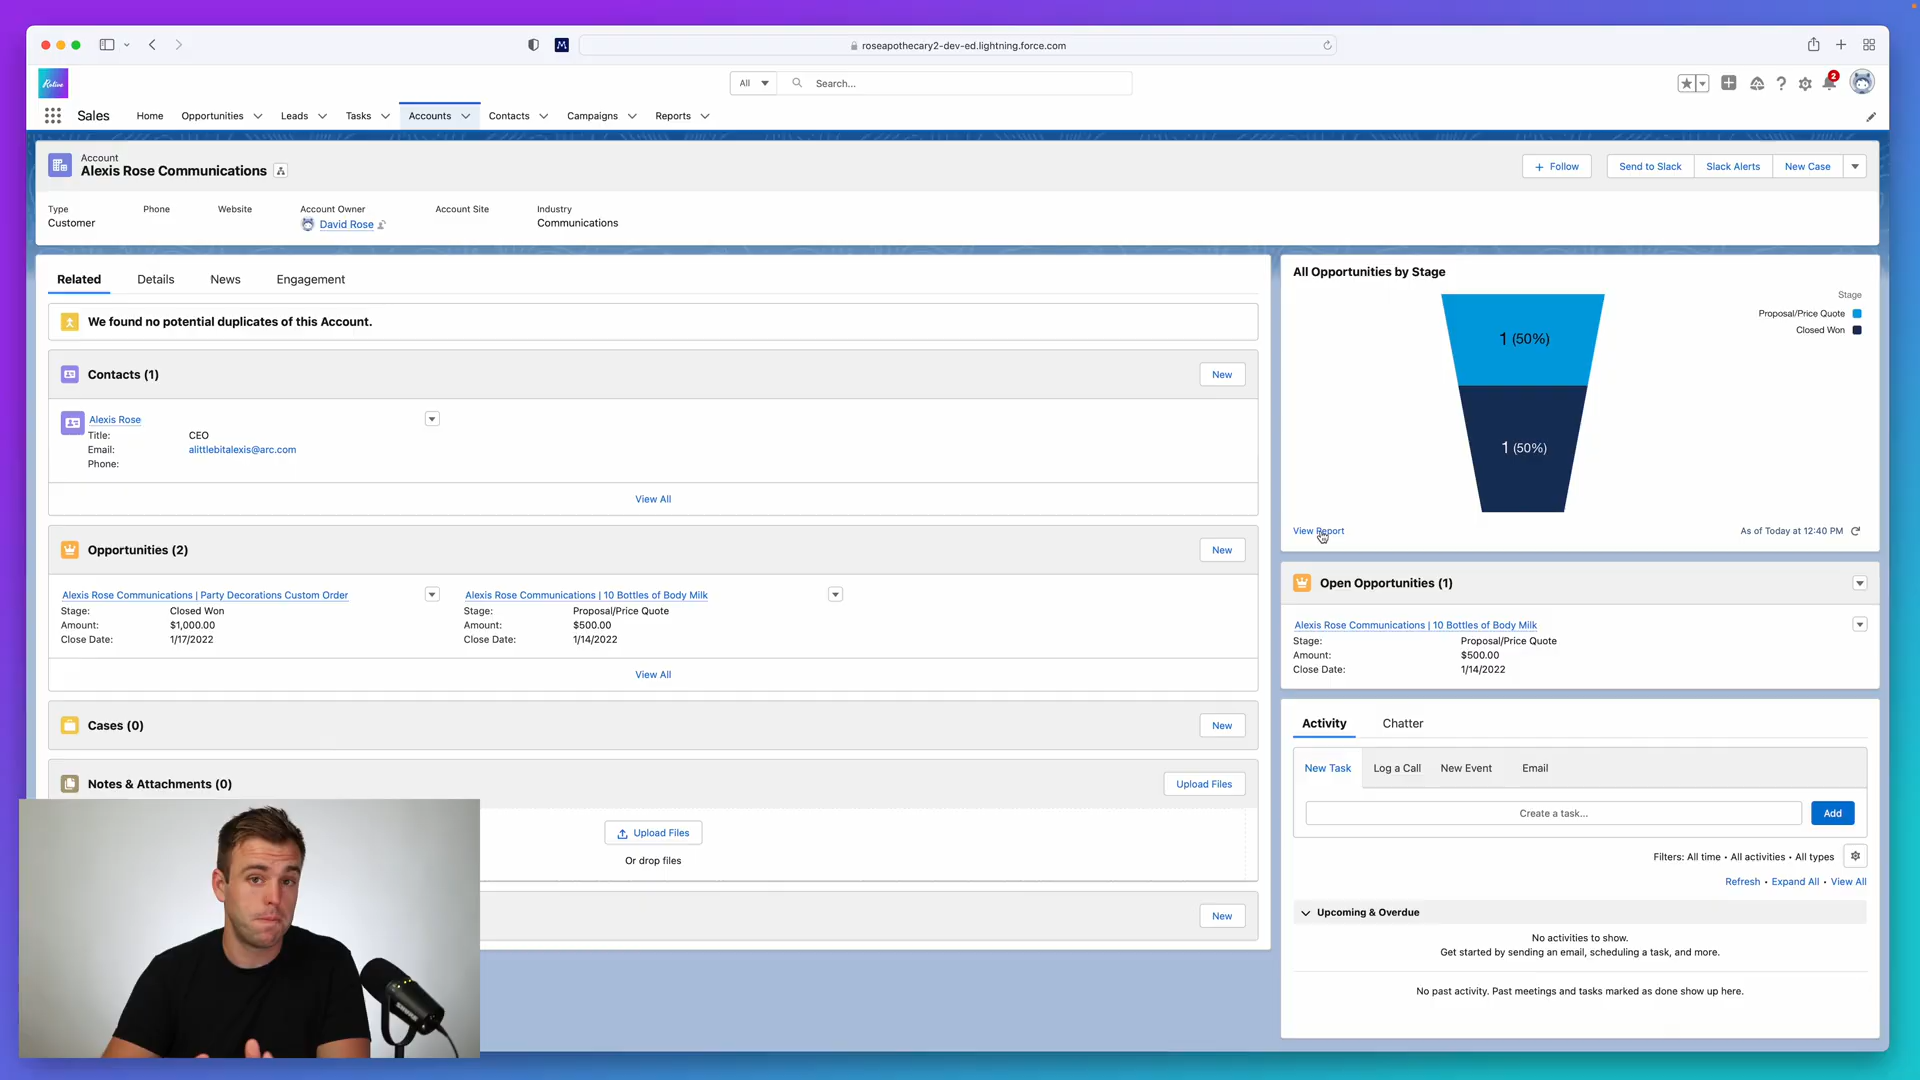 roseapothecary2-dev-ed.lightning.force.com
Rative
All
Search...
2
Sales
Home
Opportunities
Leads
Tasks
Accounts
Contacts
Campaigns
Reports
Account
Alexis Rose Communications
+ Follow
Send to Slack
Slack Alerts
New Case
Type
Customer
Phone
Website
Account Owner
David Rose
Account Site
Industry
Communications
Related
Details
News
Engagement
We found no potential duplicates of this Account.
Contacts (1)
New
Alexis Rose
Title: CEO
Email: alittlebitalexis@arc.com
Phone:
View All
Opportunities (2)
New
Alexis Rose Communications | Party Decorations Custom Order
Stage: Closed Won
Amount: $1,000.00
Close Date: 1/17/2022
Alexis Rose Communications | 10 Bottles of Body Milk
Stage: Proposal/Price Quote
Amount: $500.00
Close Date: 1/14/2022
View All
Cases (0)
New
Notes & Attachments (0)
Upload Files
Upload Files
Or drop files
New
All Opportunities by Stage
Stage
Proposal/Price Quote
Closed Won
1 (50%)
1 (50%)
View Report
As of Today at 12:40 PM
Open Opportunities (1)
Alexis Rose Communications | 10 Bottles of Body Milk
Stage: Proposal/Price Quote
Amount: $500.00
Close Date: 1/14/2022
Activity
Chatter
New Task
Log a Call
New Event
Email
Create a task...
Add
Filters: All time • All activities • All types
Refresh • Expand All • View All
Upcoming & Overdue
No activities to show.
Get started by sending an email, scheduling a task, and more.
No past activity. Past meetings and tasks marked as done show up here.